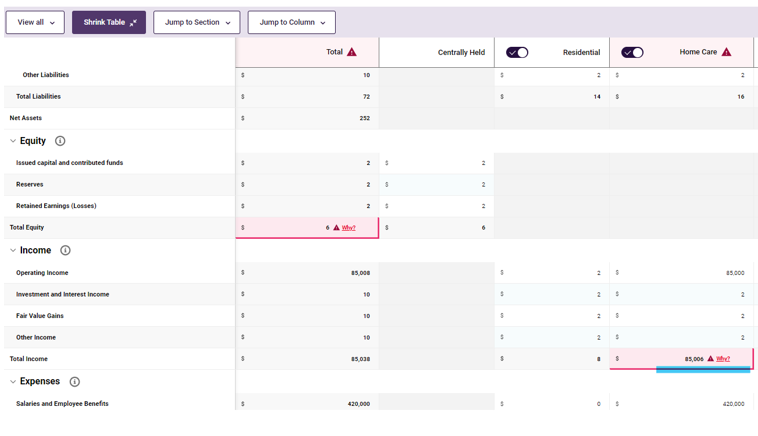 View all Shrink Table Jump to Section Jump to Column
Total Centrally Held Residential Home Care
Other Liabilities $ 10 $ 2 $ 2
Total Liabilities $ 72 $ 14 $ 16
Net Assets $ 252
Equity
Issued capital and contributed funds $ 2 $ 2
Reserves $ 2 $ 2
Retained Earnings (Losses) $ 2 $ 2
Total Equity $ 6 Why? $ 6
Income
Operating Income $ 85,008 $ 2 $ 85,000
Investment and Interest Income $ 10 $ 2 $ 2
Fair Value Gains $ 10 $ 2 $ 2
Other Income $ 10 $ 2 $ 2
Total Income $ 85,038 $ 8 $ 85,006 Why?
Expenses
Salaries and Employee Benefits $ 420,000 $ 0 $ 420,000